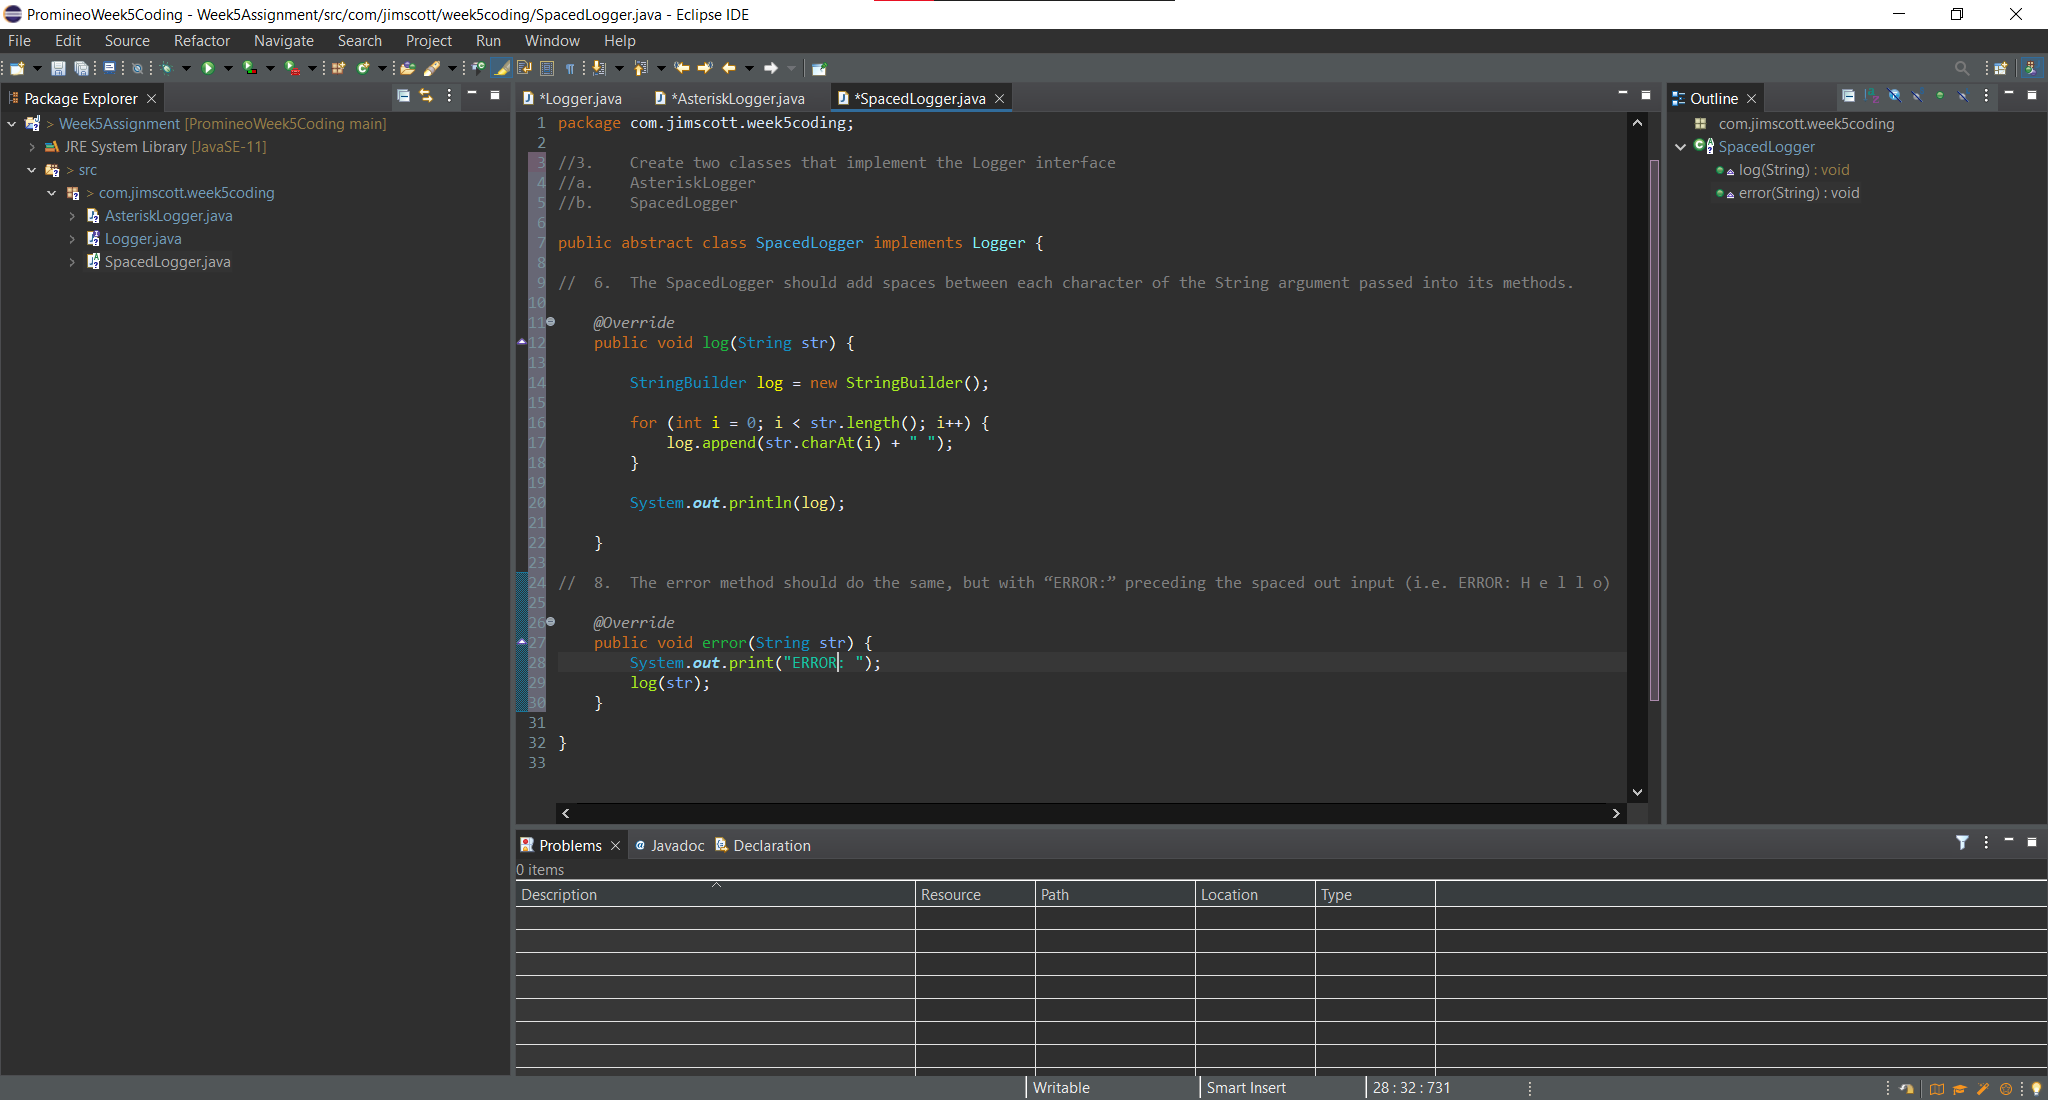 PromineoWeek5Coding - Week5Assignment/src/com/jimscott/week5coding/SpacedLogger.java - Eclipse IDE
File Edit Source Refactor Navigate Search Project Run Window Help
Package Explorer
> Week5Assignment [PromineoWeek5Coding main]
JRE System Library [JavaSE-11]
> src
> com.jimscott.week5coding
AsteriskLogger.java
Logger.java
SpacedLogger.java
*Logger.java *AsteriskLogger.java *SpacedLogger.java
1 package com.jimscott.week5coding;
2
3 //3.    Create two classes that implement the Logger interface
4 //a.    AsteriskLogger
5 //b.    SpacedLogger
6
7 public abstract class SpacedLogger implements Logger {
8
9 //  6.  The SpacedLogger should add spaces between each character of the String argument passed into its methods.
10
11     @Override
12     public void log(String str) {
13
14         StringBuilder log = new StringBuilder();
15
16         for (int i = 0; i < str.length(); i++) {
17             log.append(str.charAt(i) + " ");
18         }
19
20         System.out.println(log);
21
22     }
23
24 //  8.  The error method should do the same, but with “ERROR:” preceding the spaced out input (i.e. ERROR: H e l l o)
25
26     @Override
27     public void error(String str) {
28         System.out.print("ERROR: ");
29         log(str);
30     }
31
32 }
33
Outline
com.jimscott.week5coding
SpacedLogger
log(String) : void
error(String) : void
Problems Javadoc Declaration
0 items
Description Resource Path Location Type
Writable Smart Insert 28 : 32 : 731